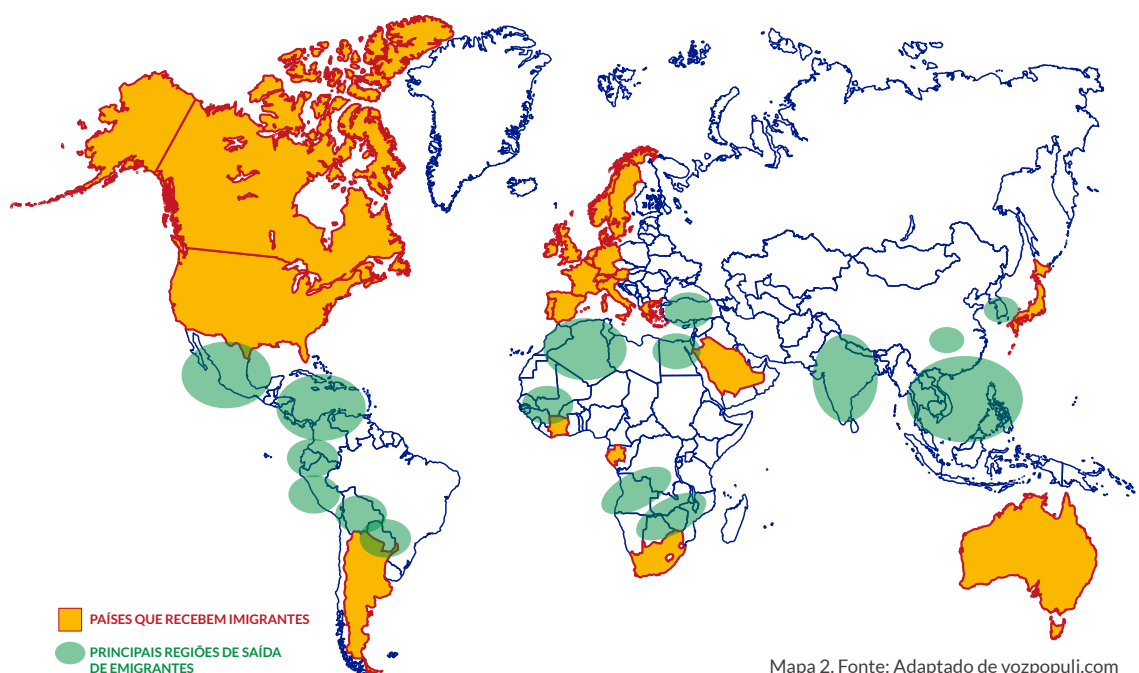 PAÍSES QUE RECEBEM IMIGRANTES
PRINCIPAIS REGIÕES DE SAÍDA
DE EMIGRANTES
Mapa 2. Fonte: Adaptado de vozpopuli.com